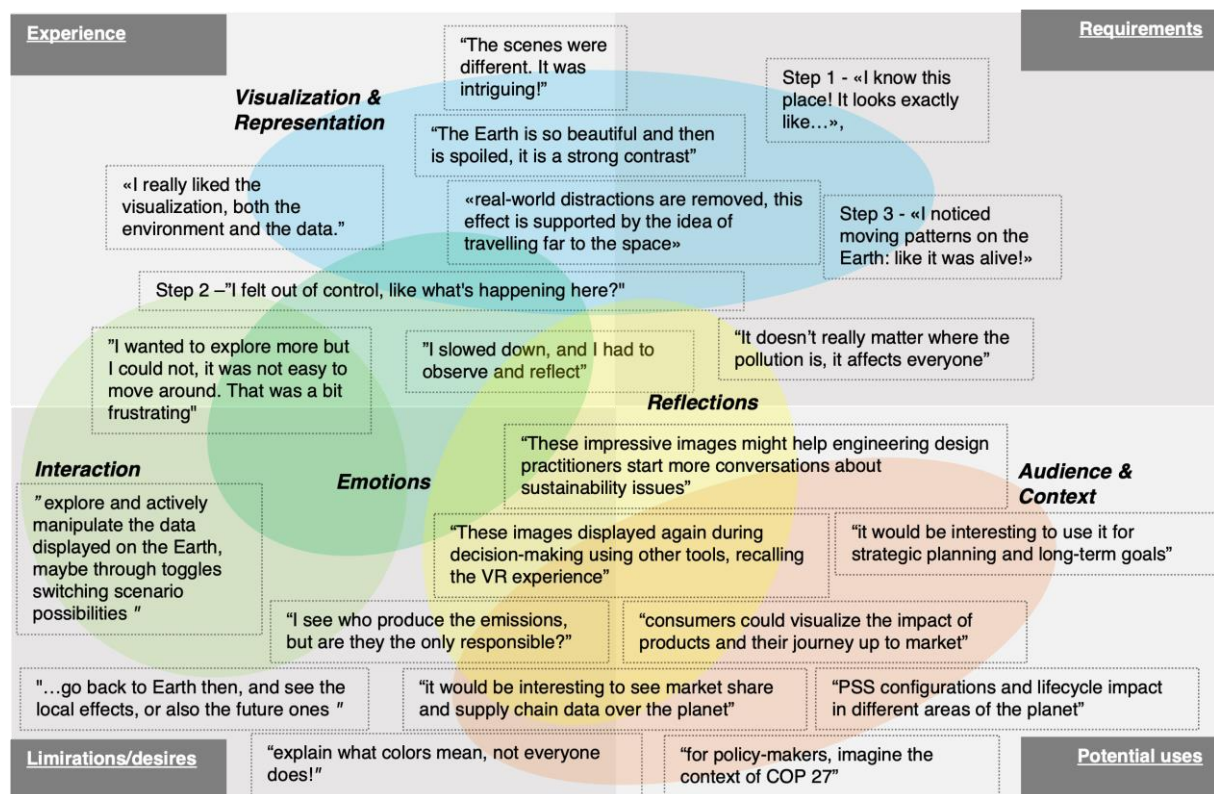 Experience
Requirements
“The scenes were
different. It was
intriguing!”
Step 1 - «I know this
place! It looks exactly
like…»,
Visualization &
Representation
“The Earth is so beautiful and then
is spoiled, it is a strong contrast”
«I really liked the
visualization, both the
environment and the data.”
«real-world distractions are removed, this
effect is supported by the idea of
travelling far to the space»
Step 3 - «I noticed
moving patterns on the
Earth: like it was alive!»
Step 2 –”I felt out of control, like what's happening here?"
”I wanted to explore more but
I could not, it was not easy to
move around. That was a bit
frustrating"
”I slowed down, and I had to
observe and reflect”
“It doesn’t really matter where the
pollution is, it affects everyone”
Reflections
“These impressive images might help engineering design
practitioners start more conversations about
sustainability issues”
Interaction
Emotions
Audience &
Context
” explore and actively
manipulate the data
displayed on the Earth,
maybe through toggles
switching scenario
possibilities ”
“These images displayed again during
decision-making using other tools, recalling
the VR experience”
“it would be interesting to use it for
strategic planning and long-term goals”
“I see who produce the emissions,
but are they the only responsible?”
“consumers could visualize the impact of
products and their journey up to market”
"…go back to Earth then, and see the
local effects, or also the future ones ”
“it would be interesting to see market share
and supply chain data over the planet”
“PSS configurations and lifecycle impact
in different areas of the planet”
Limirations/desires
“explain what colors mean, not everyone
does!”
“for policy-makers, imagine the
context of COP 27”
Potential uses